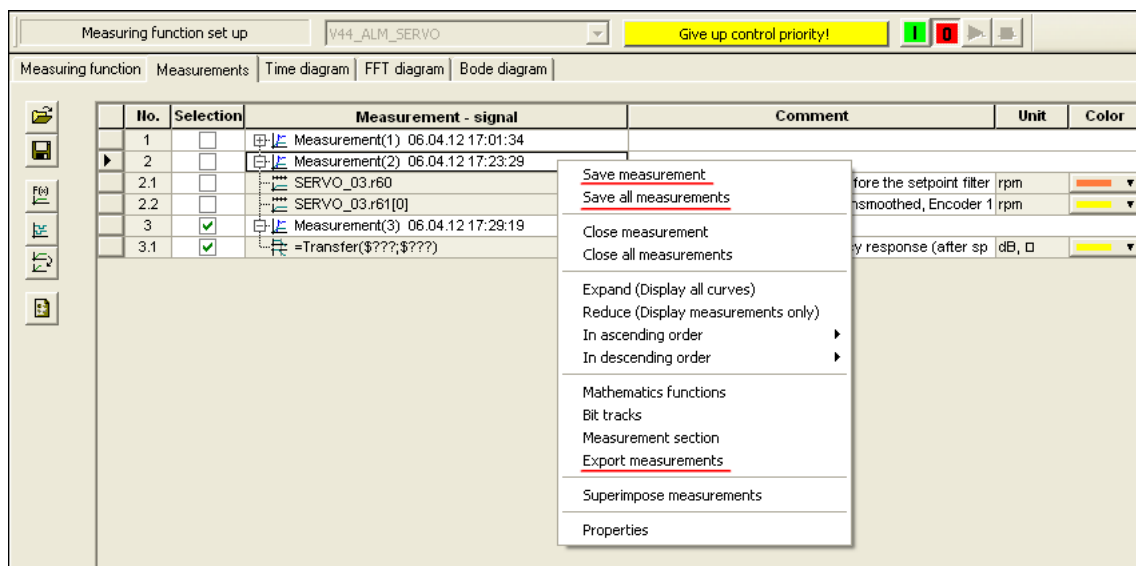 Measuring function set up V44_ALM_SERVO Give up control priority! I 0
Measuring function Measurements Time diagram FFT diagram Bode diagram
No. Selection Measurement - signal Comment Unit Color
1 Measurement(1) 06.04.12 17:01:34
2 Measurement(2) 06.04.12 17:23:29
2.1 SERVO_03.r60 fore the setpoint filter rpm
2.2 SERVO_03.r61[0] nsmoothed, Encoder 1 rpm
3 Measurement(3) 06.04.12 17:29:19
3.1 =Transfer($???;$???) y response (after sp dB, □
F(x)
Save measurement
Save all measurements
Close measurement
Close all measurements
Expand (Display all curves)
Reduce (Display measurements only)
In ascending order
In descending order
Mathematics functions
Bit tracks
Measurement section
Export measurements
Superimpose measurements
Properties